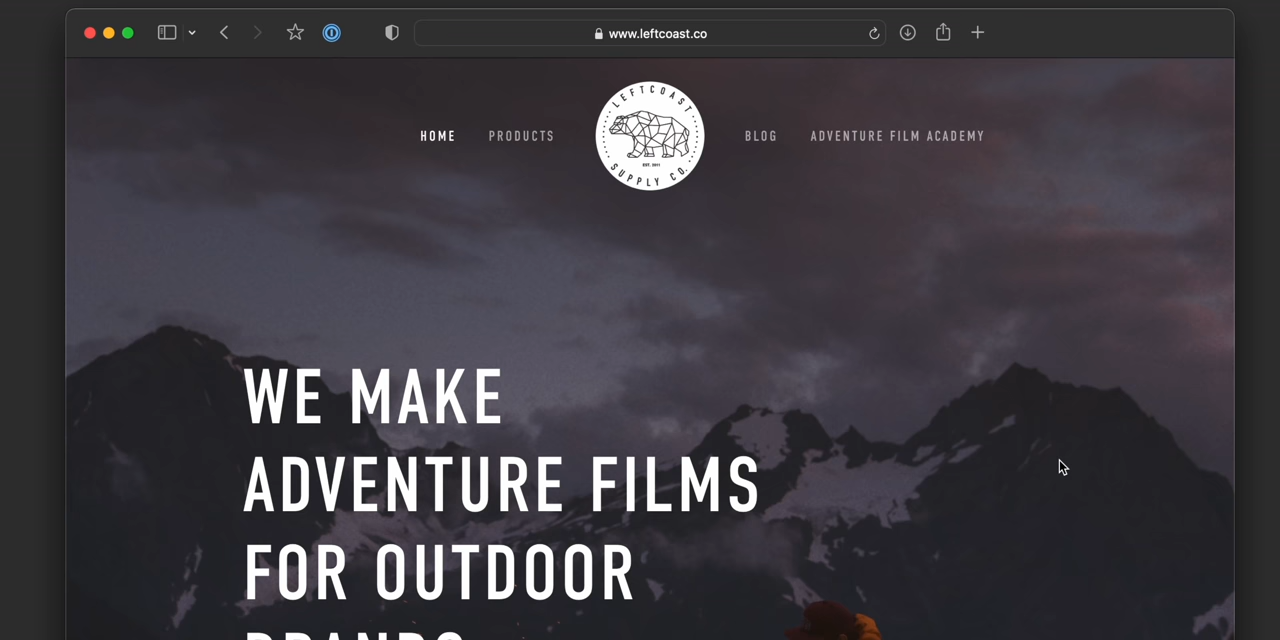 www.leftcoast.co
HOME
PRODUCTS
LEFTCOAST
EST. 2011
SUPPLY CO.
BLOG
ADVENTURE FILM ACADEMY
WE MAKE
ADVENTURE FILMS
FOR OUTDOOR
BRANDS